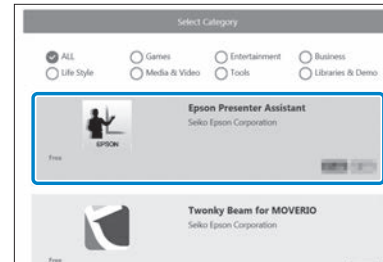 Select Category
ALL
Games
Entertainment
Business
Life Style
Media & Video
Tools
Libraries & Demo
Epson Presenter Assistant
Seiko Epson Corporation
EPSON
Free
Twonky Beam for MOVERIO
Seiko Epson Corporation
Free